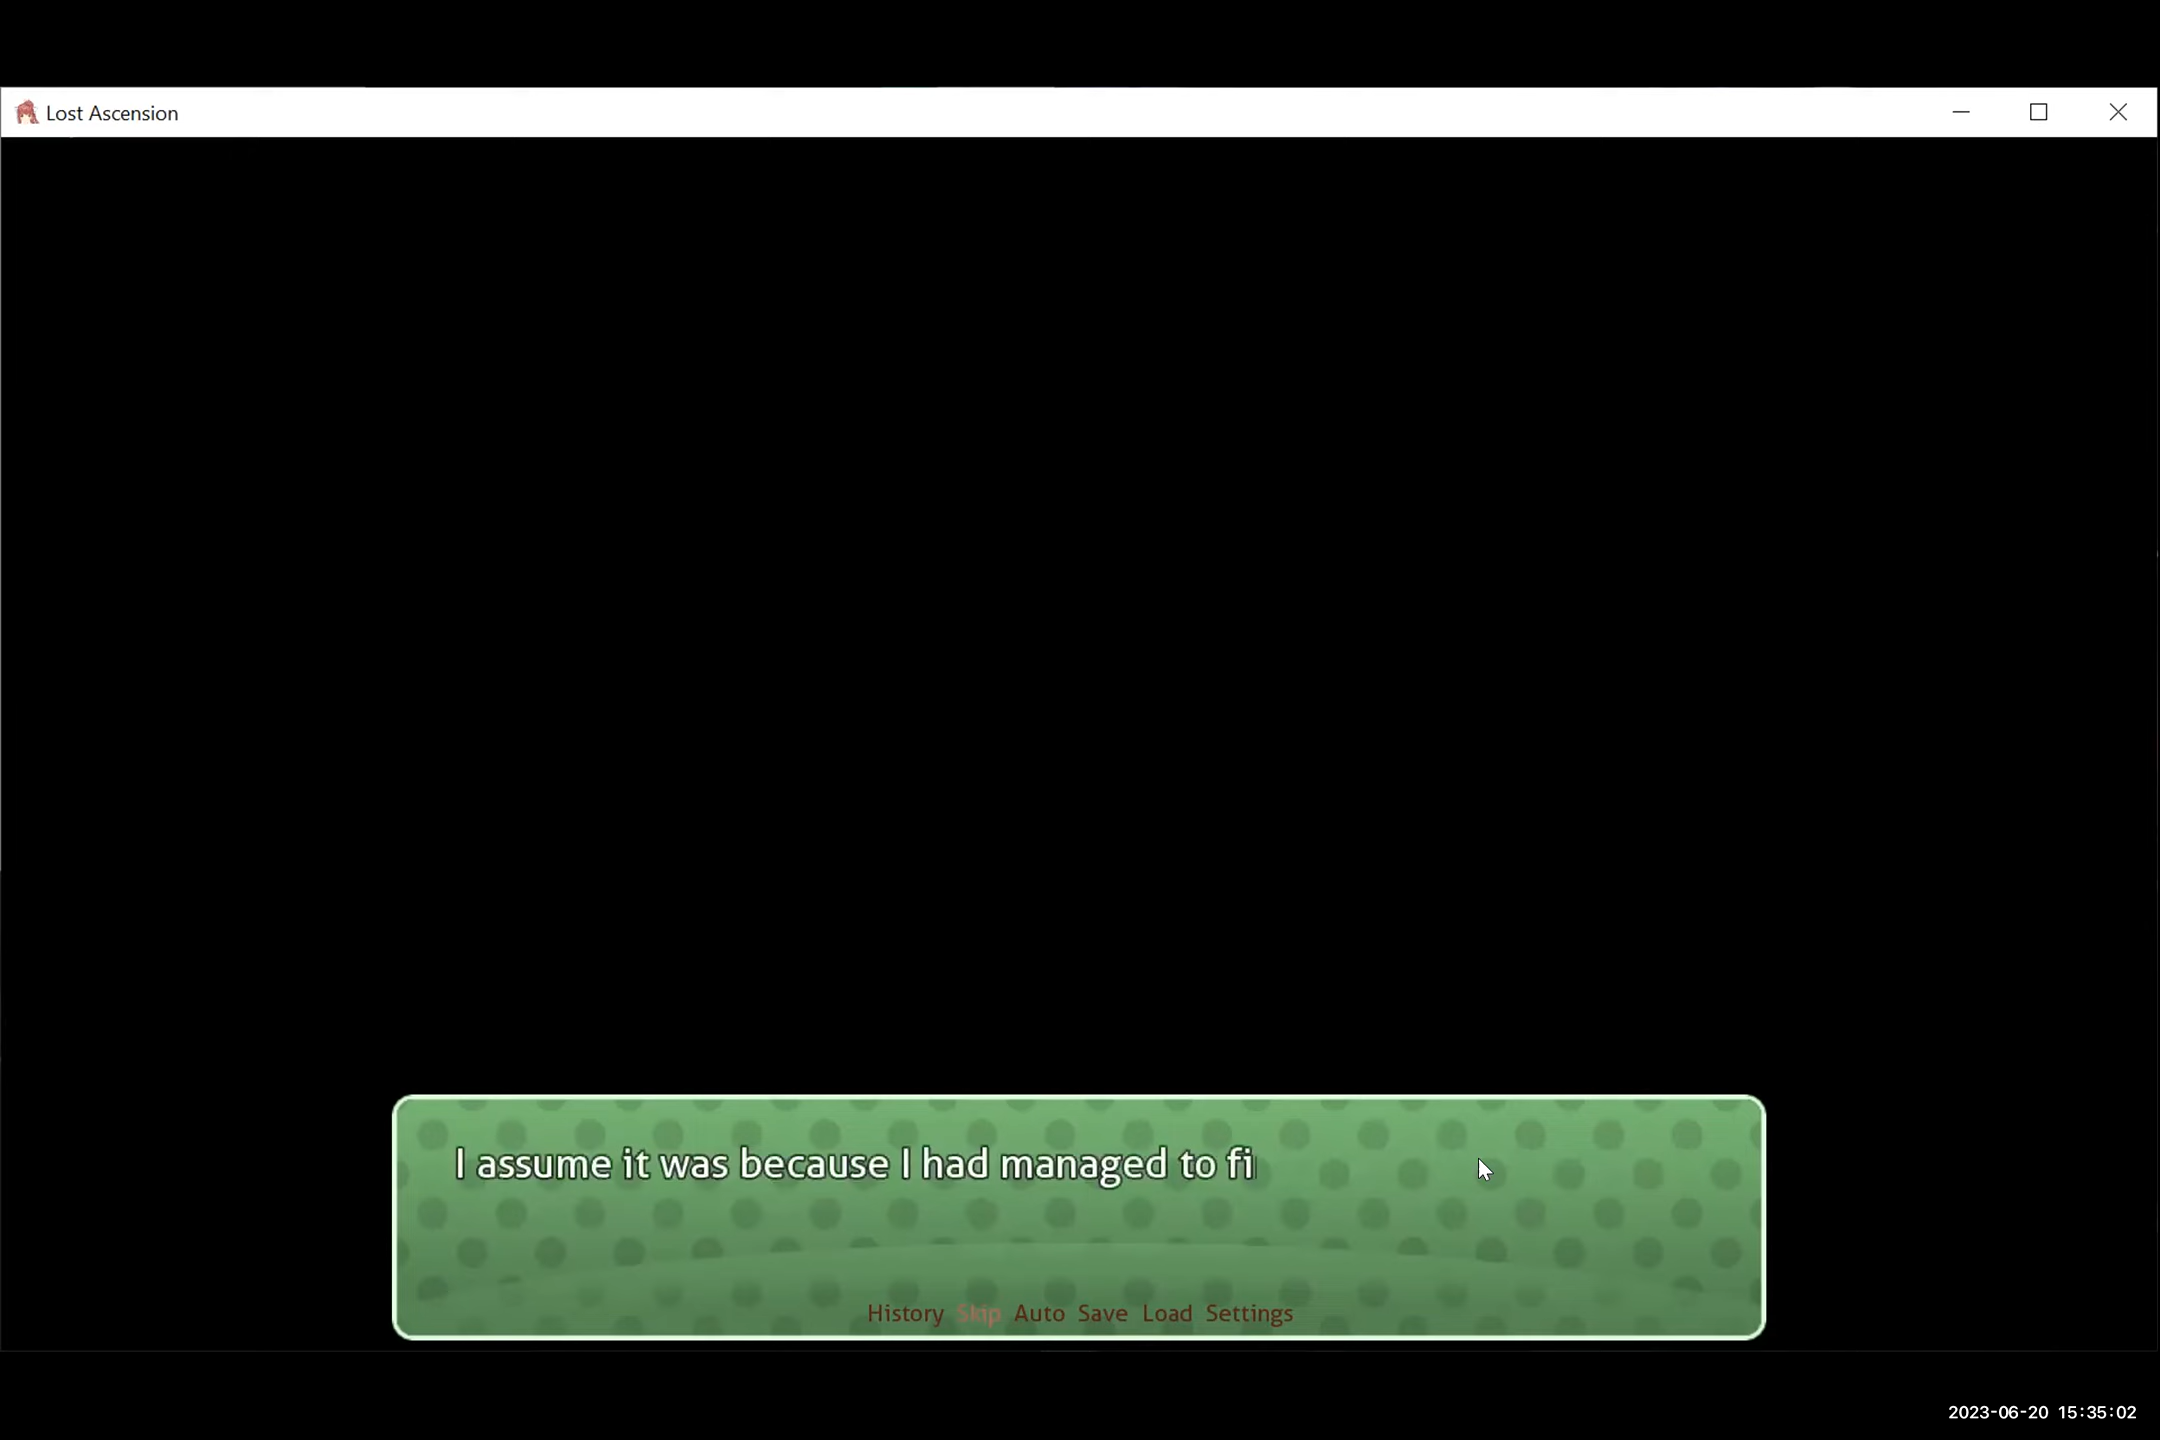 Lost Ascension
I assume it was because I had managed to fi
History Skip Auto Save Load Settings
2023-06-20 15:35:02